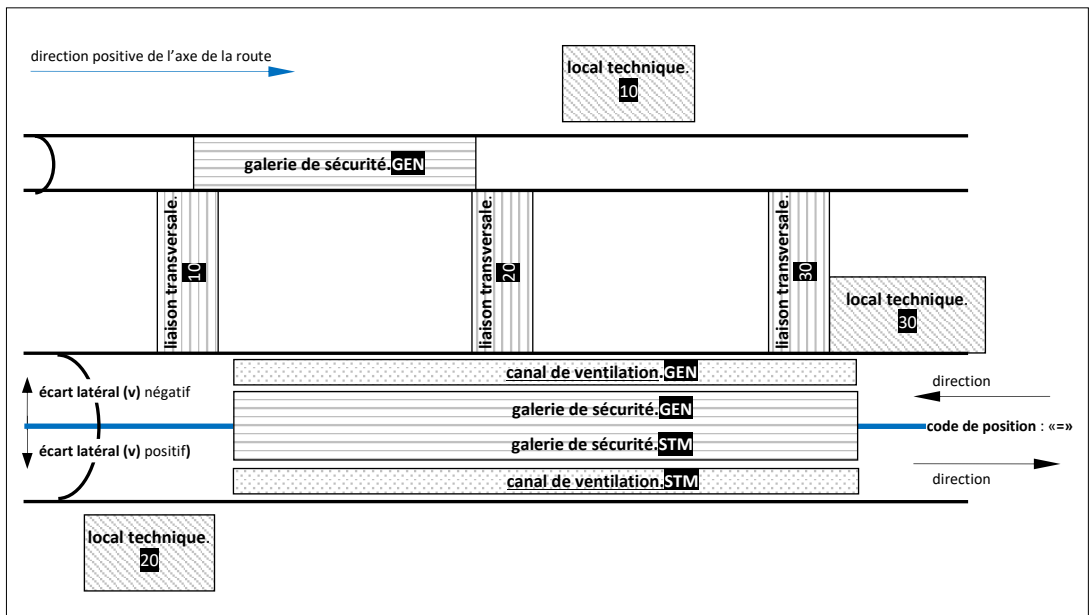 direction positive de l’axe de la route
local technique.
10
galerie de sécurité.GEN
liaison transversale.
10
liaison transversale.
20
liaison transversale.
30
local technique.
30
canal de ventilation.GEN
écart latéral (v) négatif
direction
galerie de sécurité.GEN
code de position : «=»
galerie de sécurité.STM
écart latéral (v) positif)
canal de ventilation.STM
direction
local technique.
20